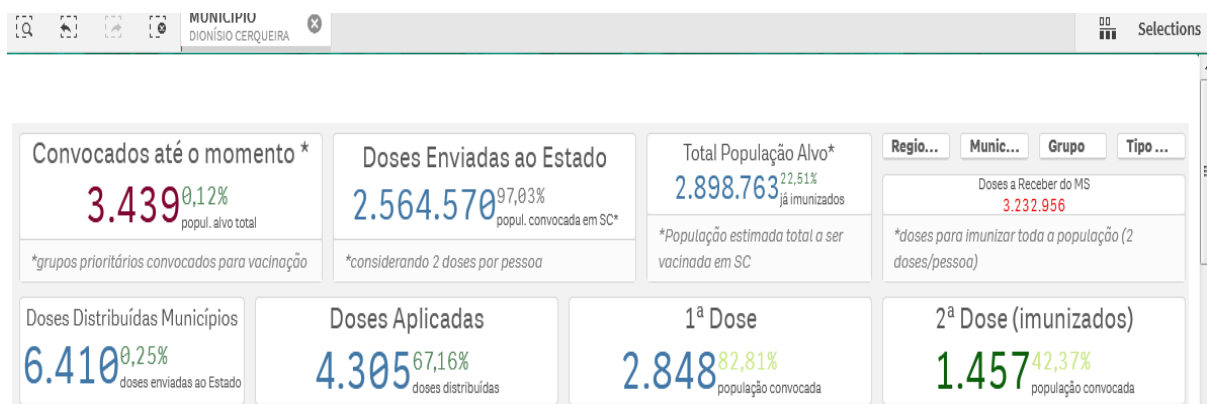 MUNICÍPIO
DIONÍSIO CERQUEIRA
Selections
Convocados até o momento *
3.439 0,12%
popul. alvo total
*grupos prioritários convocados para vacinação
Doses Enviadas ao Estado
2.564.570 97,03%
popul. convocada em SC*
*considerando 2 doses por pessoa
Total População Alvo*
2.898.763 22,51%
já imunizados
*População estimada total a ser
vacinada em SC
Regio... Munic... Grupo Tipo ...
Doses a Receber do MS
3.232.956
*doses para imunizar toda a população (2
doses/pessoa)
Doses Distribuídas Municípios
6.410 0,25%
doses enviadas ao Estado
Doses Aplicadas
4.305 67,16%
doses distribuídas
1ª Dose
2.848 82,81%
população convocada
2ª Dose (imunizados)
1.457 42,37%
população convocada